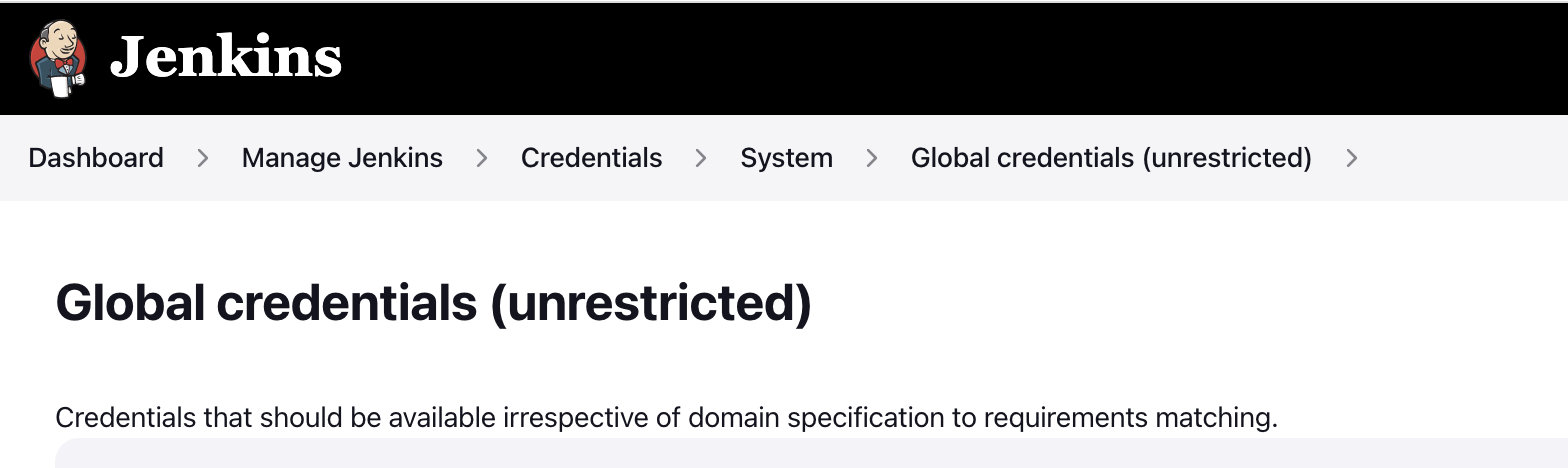 Jenkins
Dashboard > Manage Jenkins > Credentials > System > Global credentials (unrestricted) >
Global credentials (unrestricted)
Credentials that should be available irrespective of domain specification to requirements matching.